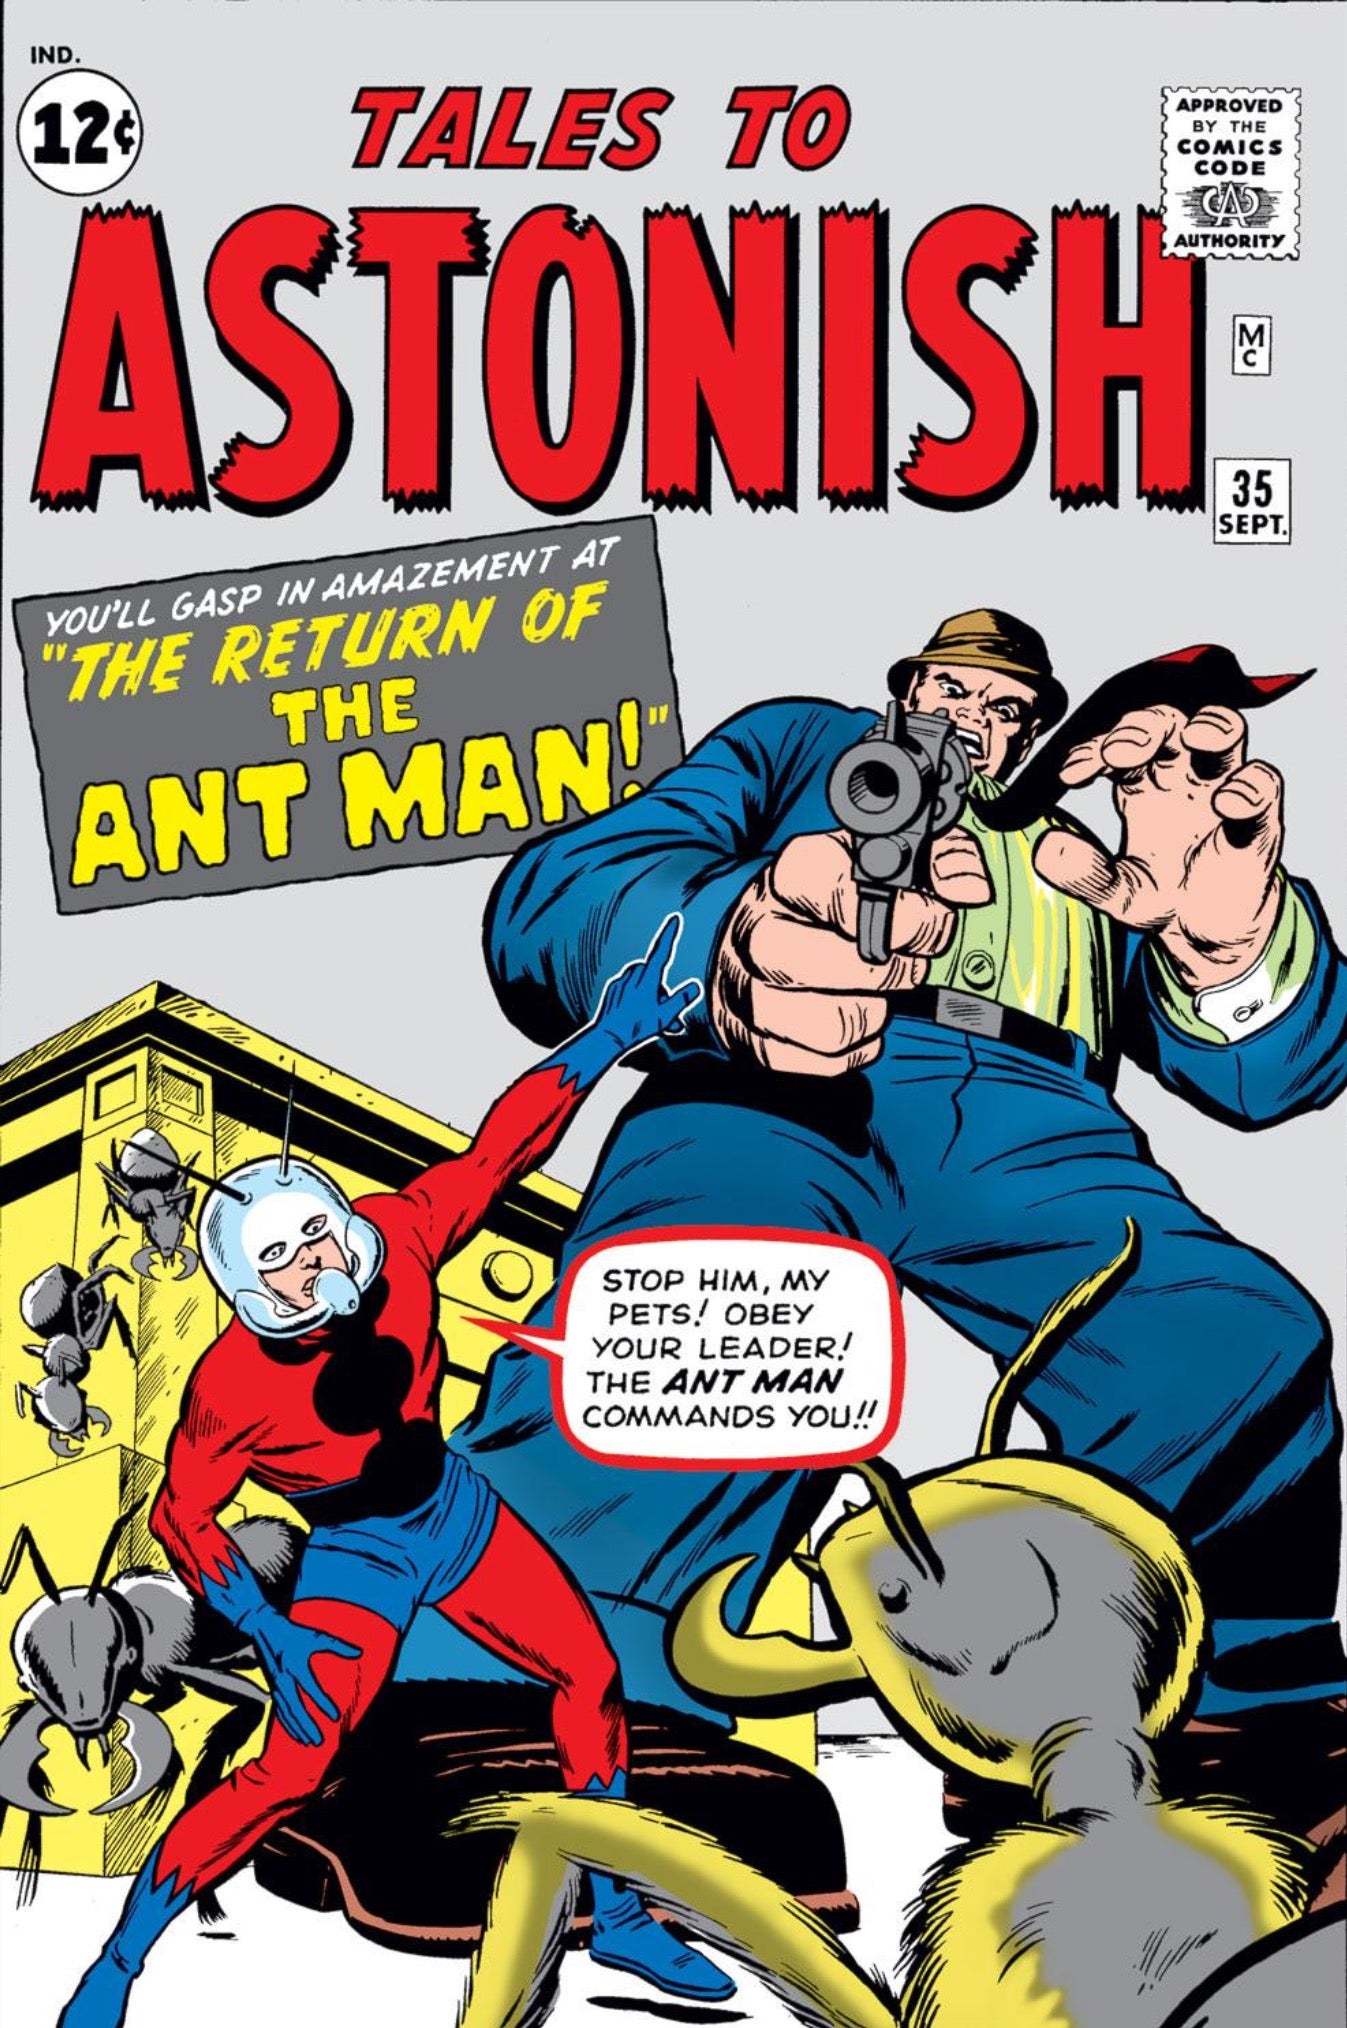 IND.
12¢
TALES TO
ASTONISH
APPROVED
BY THE
COMICS
CODE
CA
AUTHORITY
M
C
35
SEPT.
YOU'LL GASP IN AMAZEMENT AT
"THE RETURN OF
THE
ANT MAN!"
STOP HIM, MY
PETS! OBEY
YOUR LEADER!
THE ANT MAN
COMMANDS YOU!!